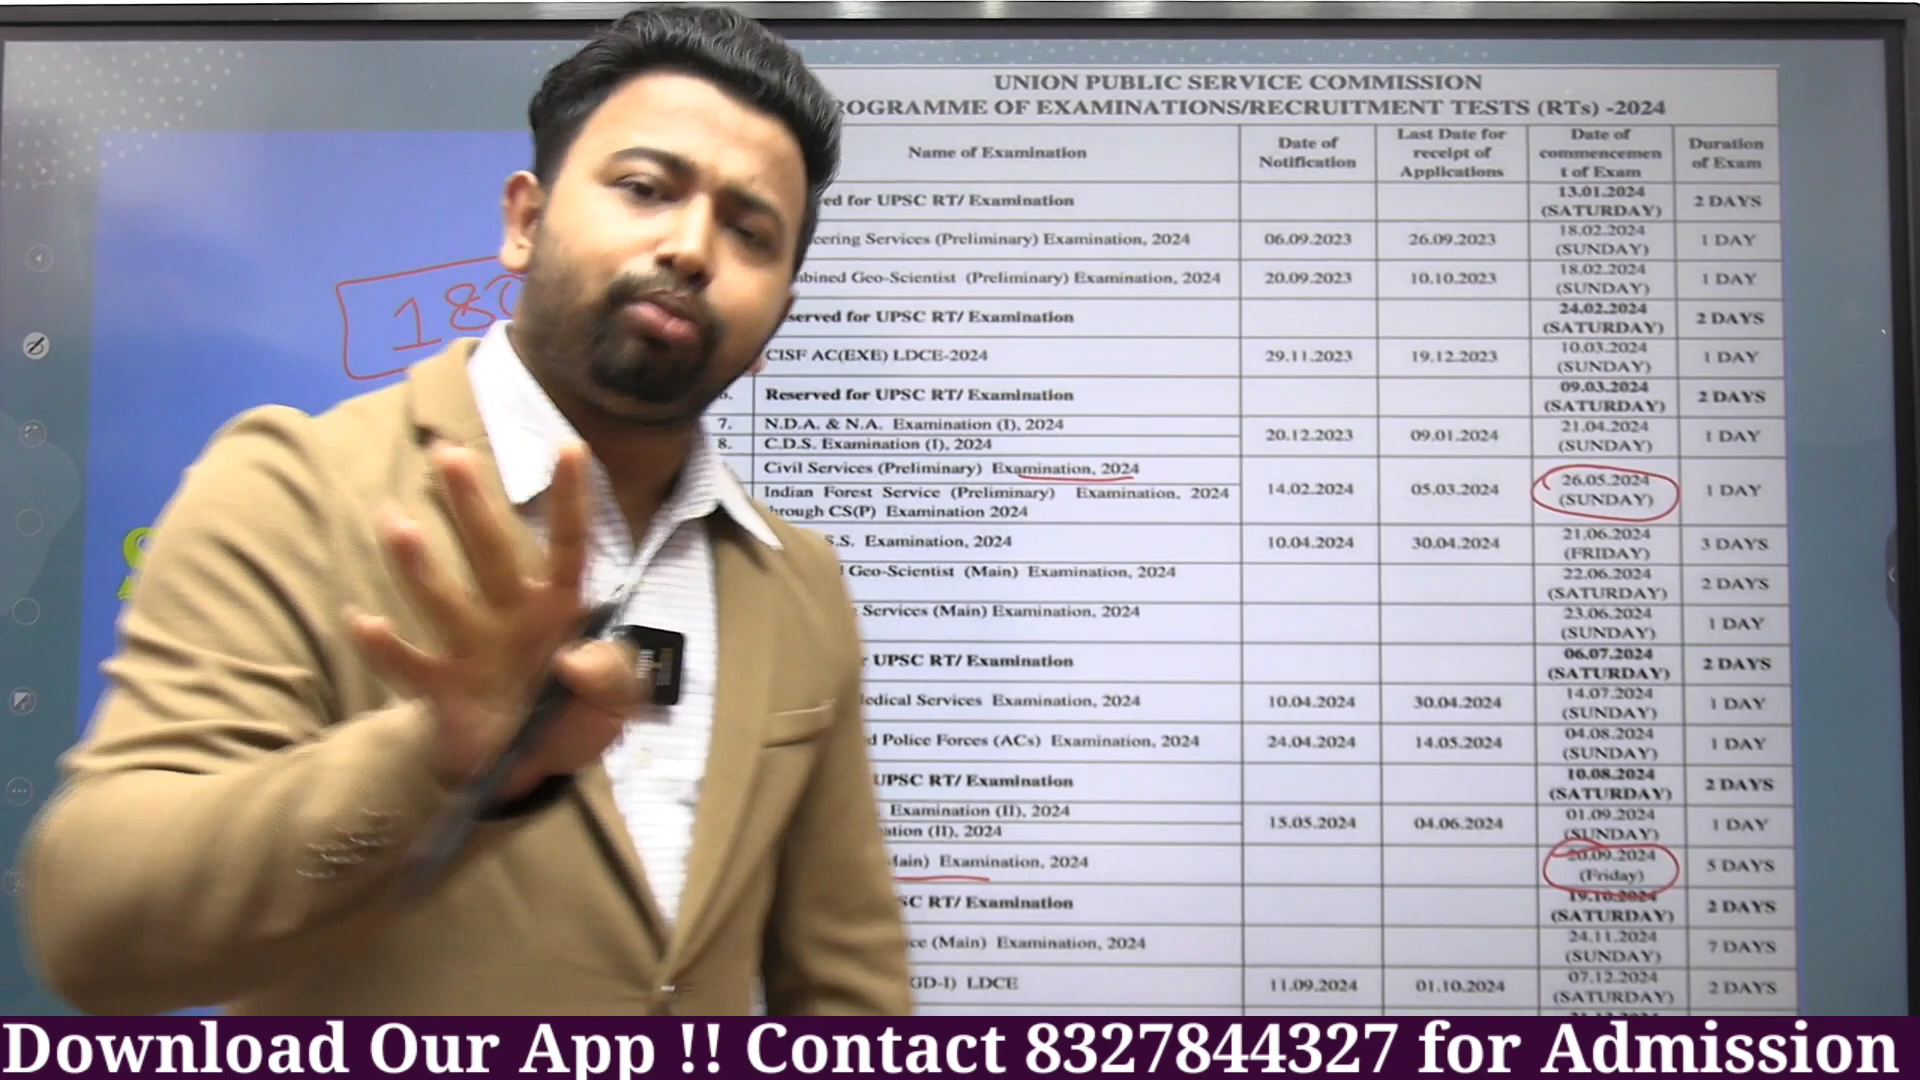 UNION PUBLIC SERVICE COMMISSION
ROGRAMME OF EXAMINATIONS/RECRUITMENT TESTS (RTs) -2024
Name of Examination
Date of Notification
Last Date for receipt of Applications
Date of commencemen t of Exam
Duration of Exam
ed for UPSC RT/ Examination 13.01.2024 (SATURDAY) 2 DAYS
eering Services (Preliminary) Examination, 2024 06.09.2023 26.09.2023 18.02.2024 (SUNDAY) 1 DAY
bined Geo-Scientist (Preliminary) Examination, 2024 20.09.2023 10.10.2023 18.02.2024 (SUNDAY) 1 DAY
served for UPSC RT/ Examination 24.02.2024 (SATURDAY) 2 DAYS
CISF AC(EXE) LDCE-2024 29.11.2023 19.12.2023 10.03.2024 (SUNDAY) 1 DAY
Reserved for UPSC RT/ Examination 09.03.2024 (SATURDAY) 2 DAYS
7. N.D.A. & N.A. Examination (I), 2024
8. C.D.S. Examination (I), 2024
20.12.2023 09.01.2024 21.04.2024 (SUNDAY) 1 DAY
Civil Services (Preliminary) Examination, 2024
Indian Forest Service (Preliminary) Examination, 2024
hrough CS(P) Examination 2024
14.02.2024 05.03.2024 26.05.2024 (SUNDAY) 1 DAY
.S. Examination, 2024 10.04.2024 30.04.2024 21.06.2024 (FRIDAY) 3 DAYS
Geo-Scientist (Main) Examination, 2024 22.06.2024 (SATURDAY) 2 DAYS
Services (Main) Examination, 2024 23.06.2024 (SUNDAY) 1 DAY
r UPSC RT/ Examination 06.07.2024 (SATURDAY) 2 DAYS
edical Services Examination, 2024 10.04.2024 30.04.2024 14.07.2024 (SUNDAY) 1 DAY
d Police Forces (ACs) Examination, 2024 24.04.2024 14.05.2024 04.08.2024 (SUNDAY) 1 DAY
UPSC RT/ Examination 10.08.2024 (SATURDAY) 2 DAYS
Examination (II), 2024
ation (II), 2024
15.05.2024 04.06.2024 01.09.2024 (SUNDAY) 1 DAY
Main) Examination, 2024 20.09.2024 (Friday) 5 DAYS
SC RT/ Examination 19.10.2024 (SATURDAY) 2 DAYS
ce (Main) Examination, 2024 24.11.2024 (SUNDAY) 7 DAYS
GD-I) LDCE 11.09.2024 01.10.2024 07.12.2024 (SATURDAY) 2 DAYS
Download Our App !! Contact 8327844327 for Admission